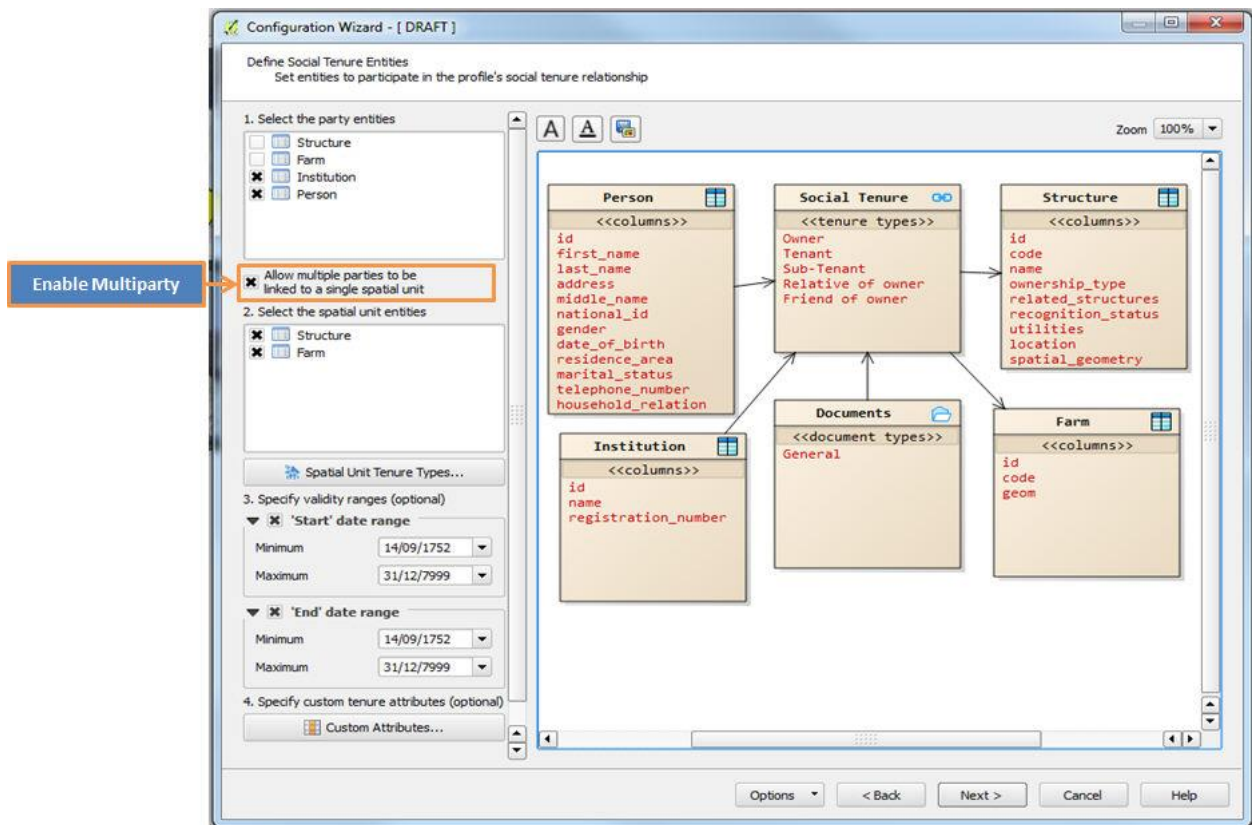 Configuration Wizard - [ DRAFT ]
Define Social Tenure Entities
Set entities to participate in the profile's social tenure relationship
1. Select the party entities
Structure
Farm
Institution
Person
Enable Multiparty
Allow multiple parties to be
linked to a single spatial unit
2. Select the spatial unit entities
Structure
Farm
Spatial Unit Tenure Types...
3. Specify validity ranges (optional)
'Start' date range
Minimum 14/09/1752
Maximum 31/12/7999
'End' date range
Minimum 14/09/1752
Maximum 31/12/7999
4. Specify custom tenure attributes (optional)
Custom Attributes...
A A
Zoom 100%
Person
<<columns>>
id
first_name
last_name
address
middle_name
national_id
gender
date_of_birth
residence_area
marital_status
telephone_number
household_relation
Social Tenure
<<tenure types>>
Owner
Tenant
Sub-Tenant
Relative of owner
Friend of owner
Structure
<<columns>>
id
code
name
ownership_type
related_structures
recognition_status
utilities
location
spatial_geometry
Institution
<<columns>>
id
name
registration_number
Documents
<<document types>>
General
Farm
<<columns>>
id
code
geom
Options < Back Next > Cancel Help